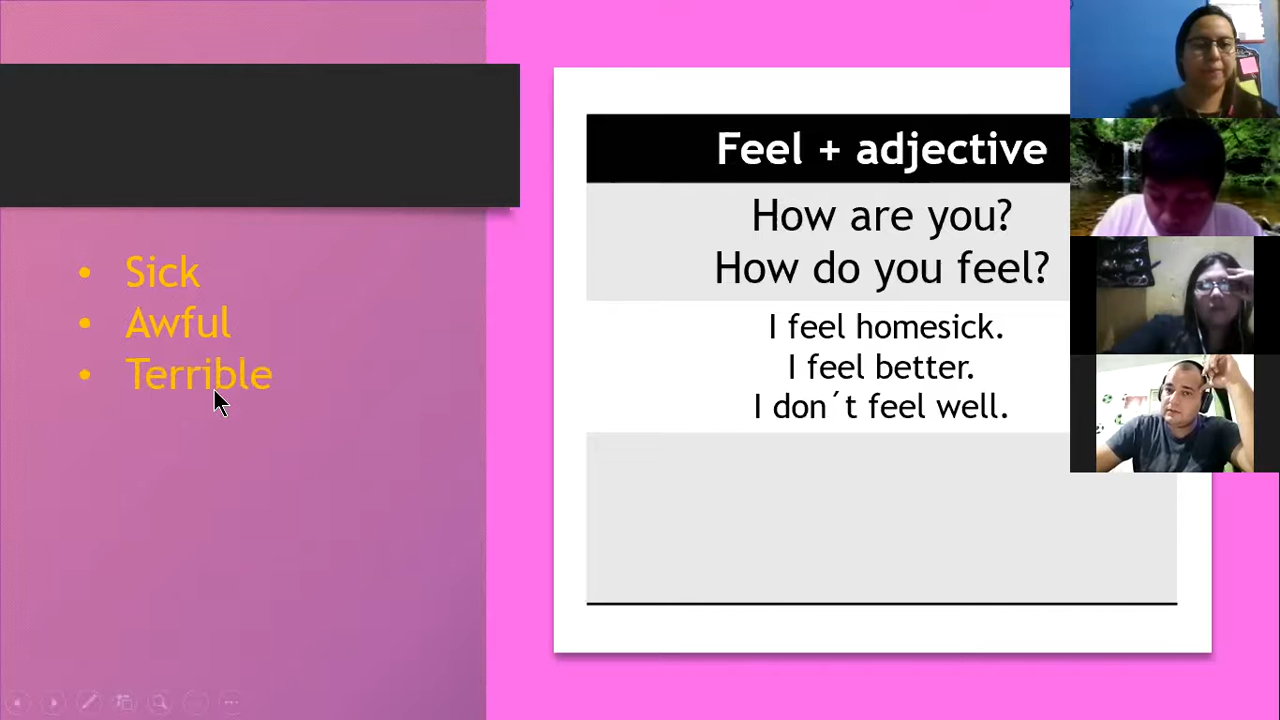 • Sick
• Awful
• Terrible
Feel + adjective
How are you?
How do you feel?
I feel homesick.
I feel better.
I don´t feel well.